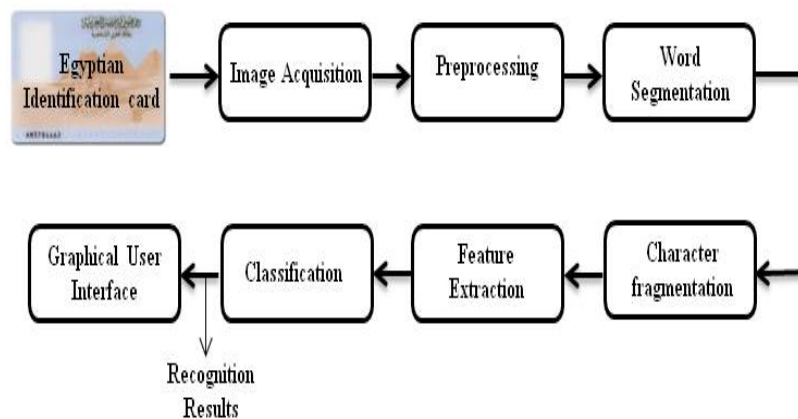 Egyptian
Identification card
Image Acquisition
Preprocessing
Word
Segmentation
Character
fragmentation
Feature
Extraction
Classification
Graphical User
Interface
Recognition
Results